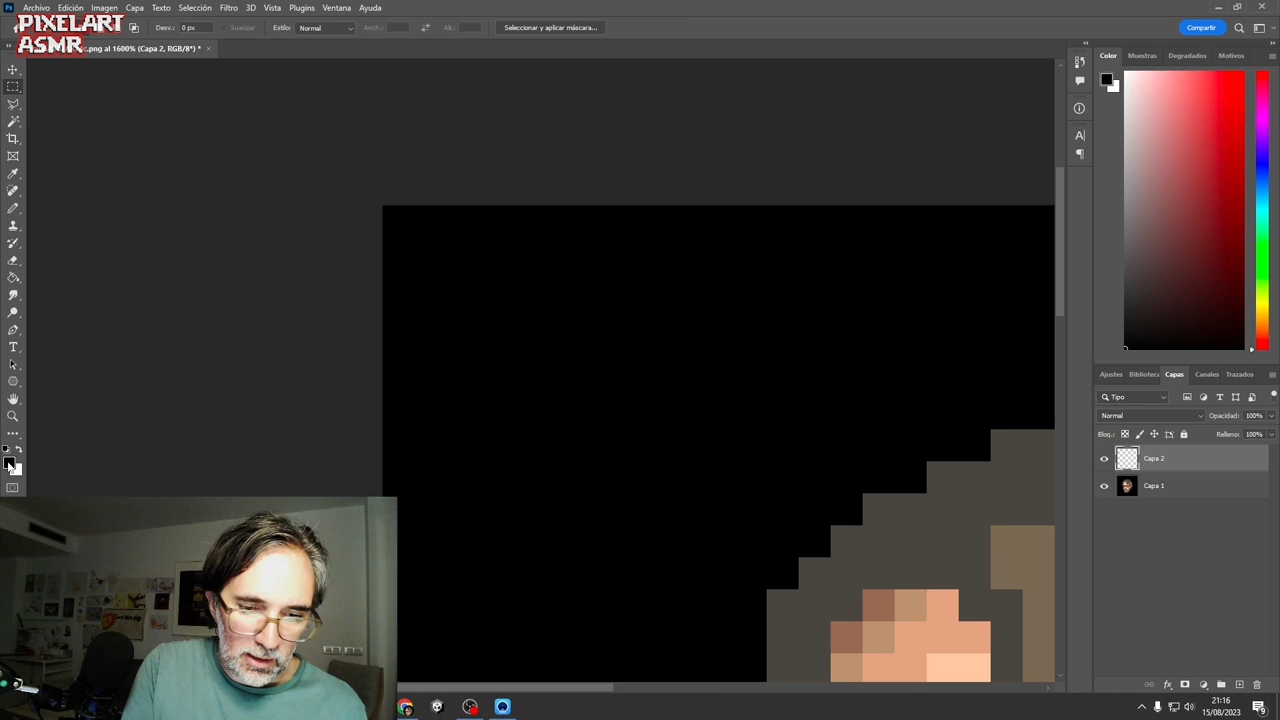 Archivo Edición Imagen Capa Texto Selección Filtro 3D Vista Plugins Ventana Ayuda
PIXELART
ASMR
Desv.: 0 px Suavizar Estilo: Normal Anch.: Alt.: Seleccionar y aplicar máscara... Compartir
c.png al 1600% (Capa 2, RGB/8*) *
Color Muestras Degradados Motivos
Ajustes Biblioteca Capas Canales Trazados
Tipo
Normal Opacidad: 100%
Bloq.: Relleno: 100%
Capa 2
Capa 1
21:16
15/08/2023